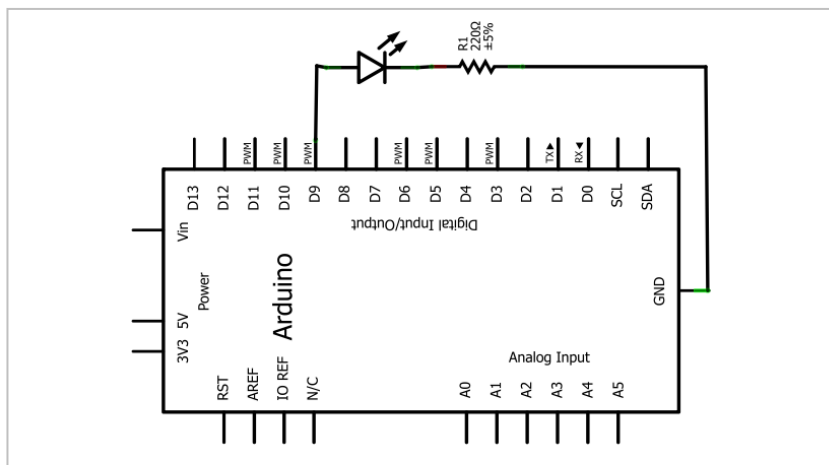 R1
220Ω
±5%
PWM
PWM
PWM
PWM
PWM
PWM
TX▶
RX◀
D13
D12
D11
D10
D9
D8
D7
D6
D5
D4
D3
D2
D1
D0
SCL
SDA
Digital Input/Output
Vin
Power
5V
3V3
Arduino
GND
Analog Input
RST
AREF
IO REF
N/C
A0
A1
A2
A3
A4
A5